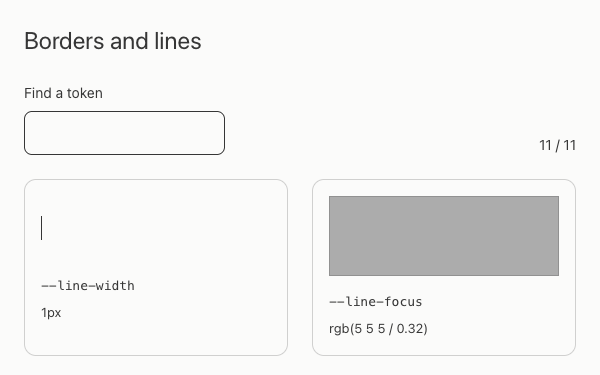 Borders and lines
Find a token
11 / 11
--line-width
1px
--line-focus
rgb(5 5 5 / 0.32)